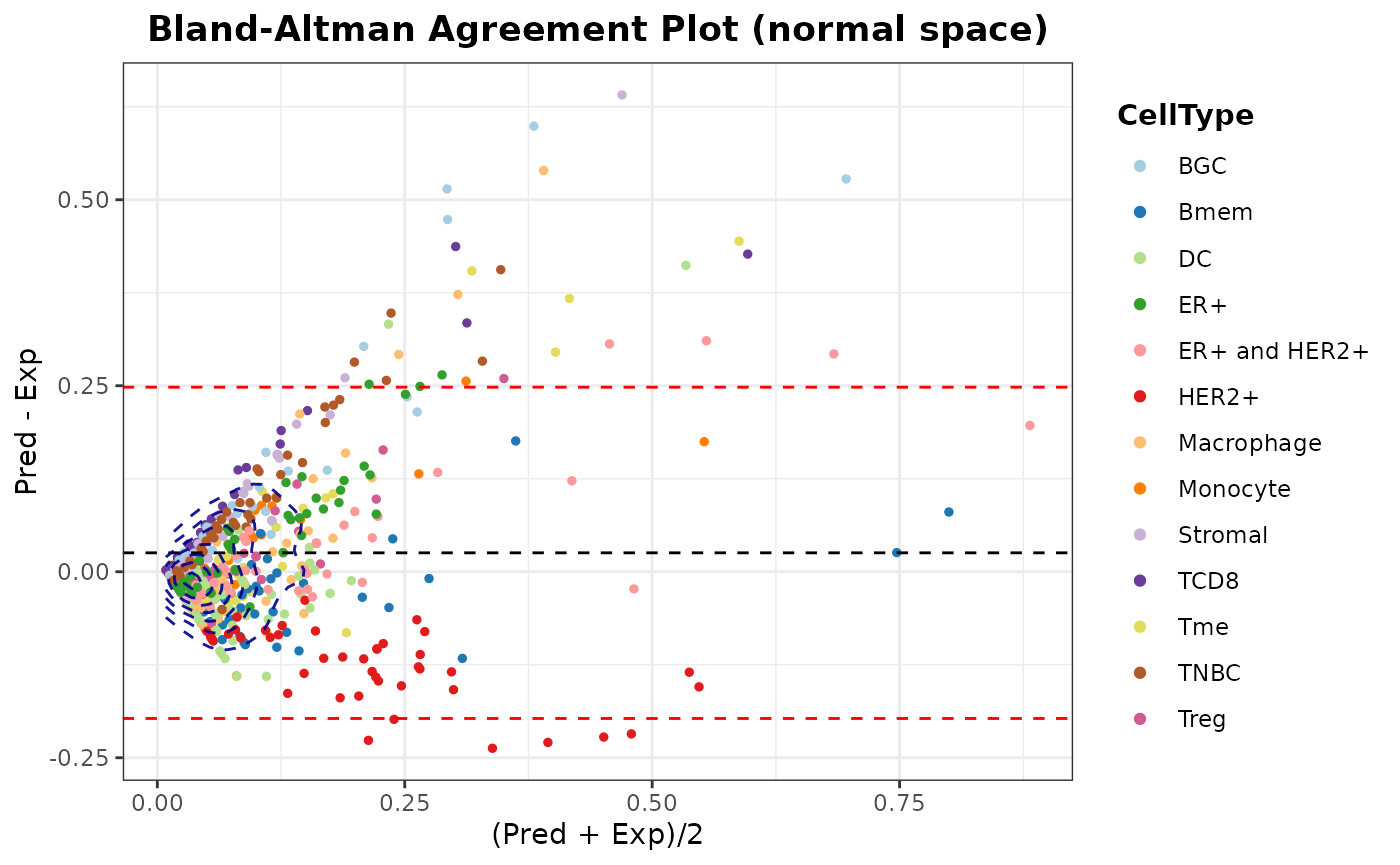 Bland-Altman Agreement Plot (normal space)
Pred - Exp
0.50
0.25
0.00
-0.25
0.00
0.25
0.50
0.75
(Pred + Exp)/2
CellType
BGC
Bmem
DC
ER+
ER+ and HER2+
HER2+
Macrophage
Monocyte
Stromal
TCD8
Tme
TNBC
Treg